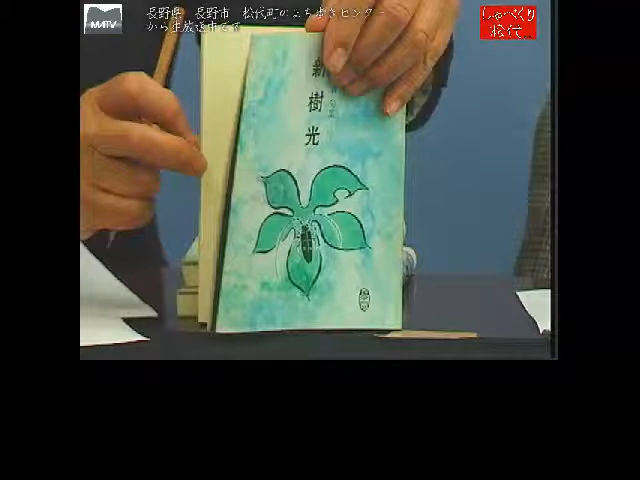 MATV
長野県 長野市 松代町のまち歩きセンター
から生放送中です
しゃべくり
松代
新樹光